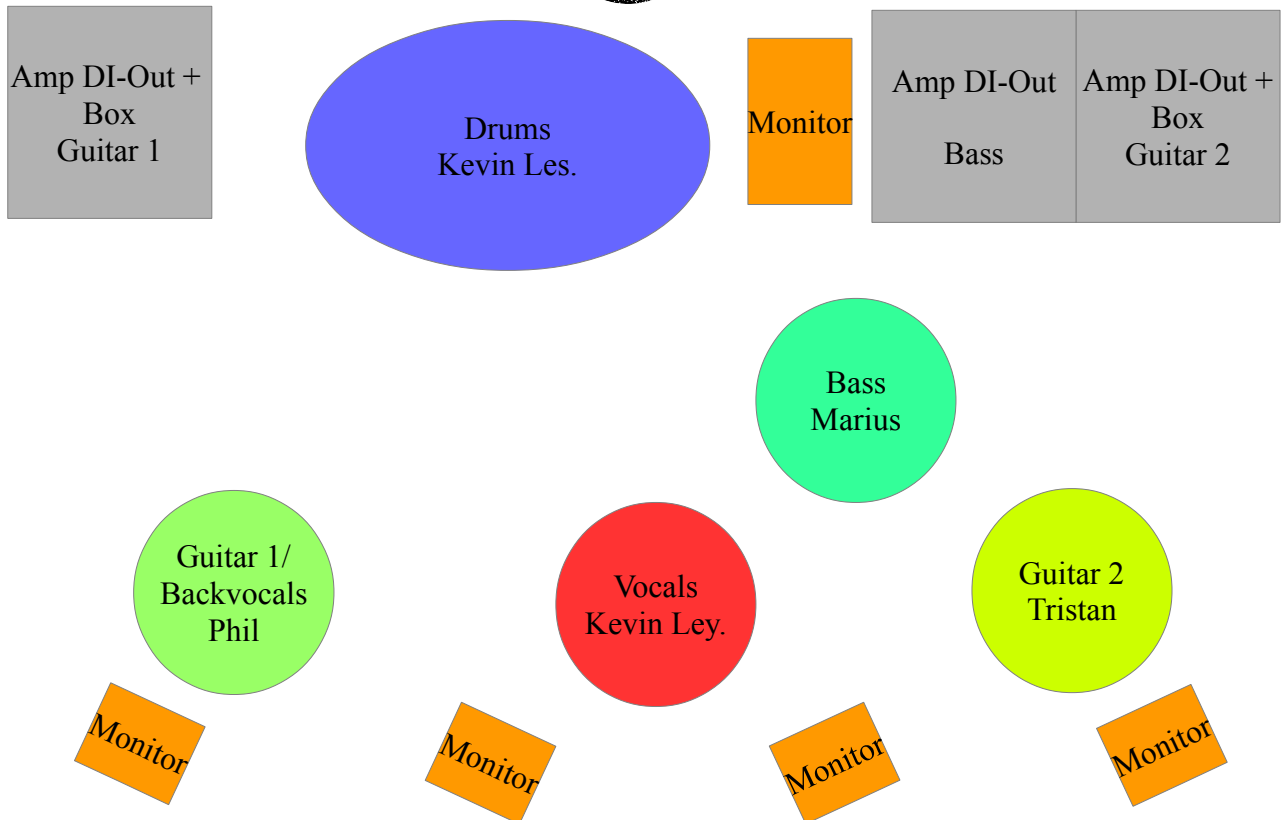 Amp DI-Out +
Box
Guitar 1
Drums
Kevin Les.
Monitor
Amp DI-Out
Bass
Amp DI-Out +
Box
Guitar 2
Bass
Marius
Guitar 1/
Backvocals
Phil
Vocals
Kevin Ley.
Guitar 2
Tristan
Monitor
Monitor
Monitor
Monitor